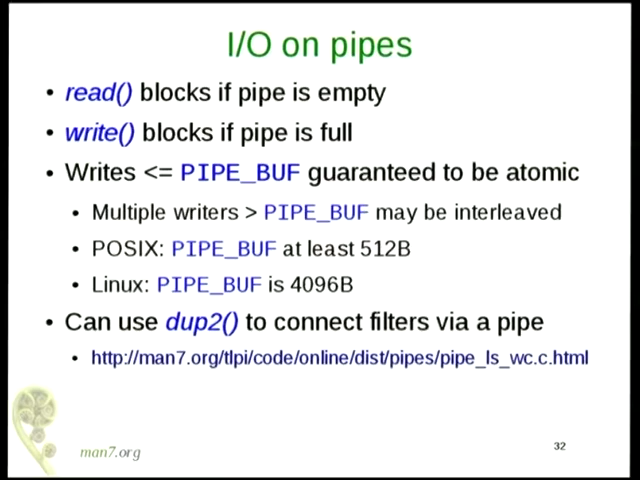 I/O on pipes
• read() blocks if pipe is empty
• write() blocks if pipe is full
• Writes <= PIPE_BUF guaranteed to be atomic
• Multiple writers > PIPE_BUF may be interleaved
• POSIX: PIPE_BUF at least 512B
• Linux: PIPE_BUF is 4096B
• Can use dup2() to connect filters via a pipe
• http://man7.org/tlpi/code/online/dist/pipes/pipe_ls_wc.c.html
man7.org
32